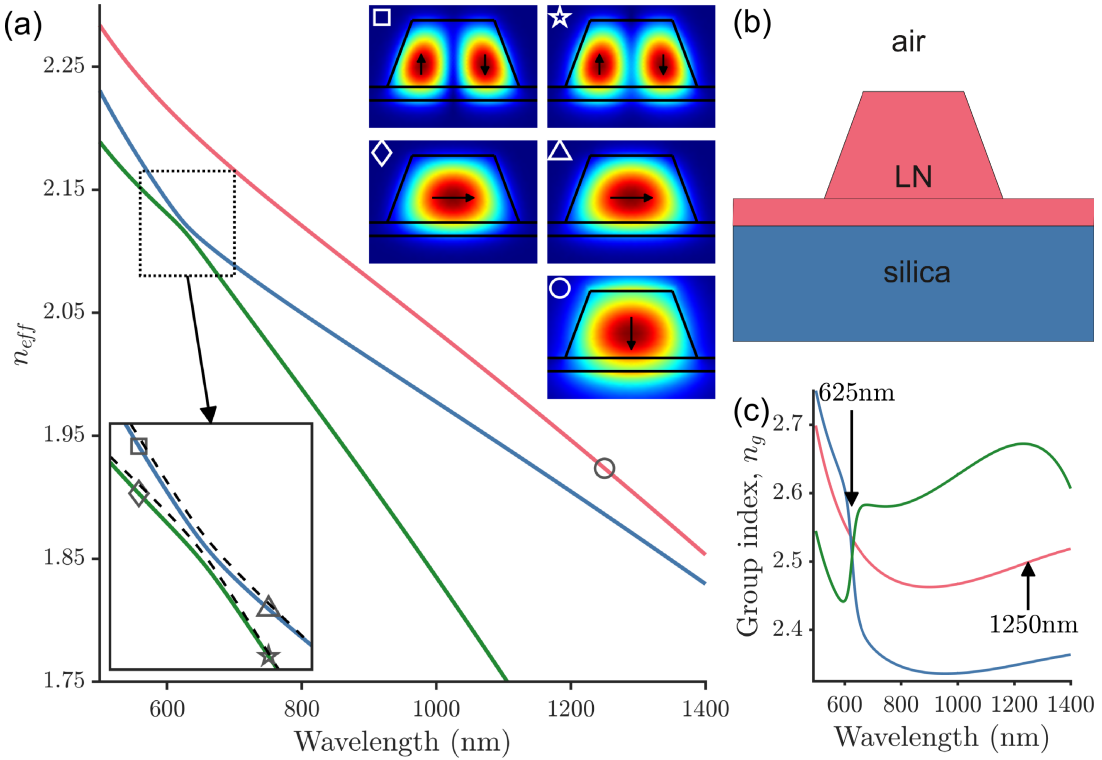 (a)
2.25
2.15
2.05
1.95
1.85
1.75
n_eff
600
800
1000
1200
1400
Wavelength (nm)
(b)
air
LN
silica
(c)
625nm
2.7
2.6
2.5
2.4
Group index, n_g
1250nm
600
800
1000
1200
1400
Wavelength (nm)